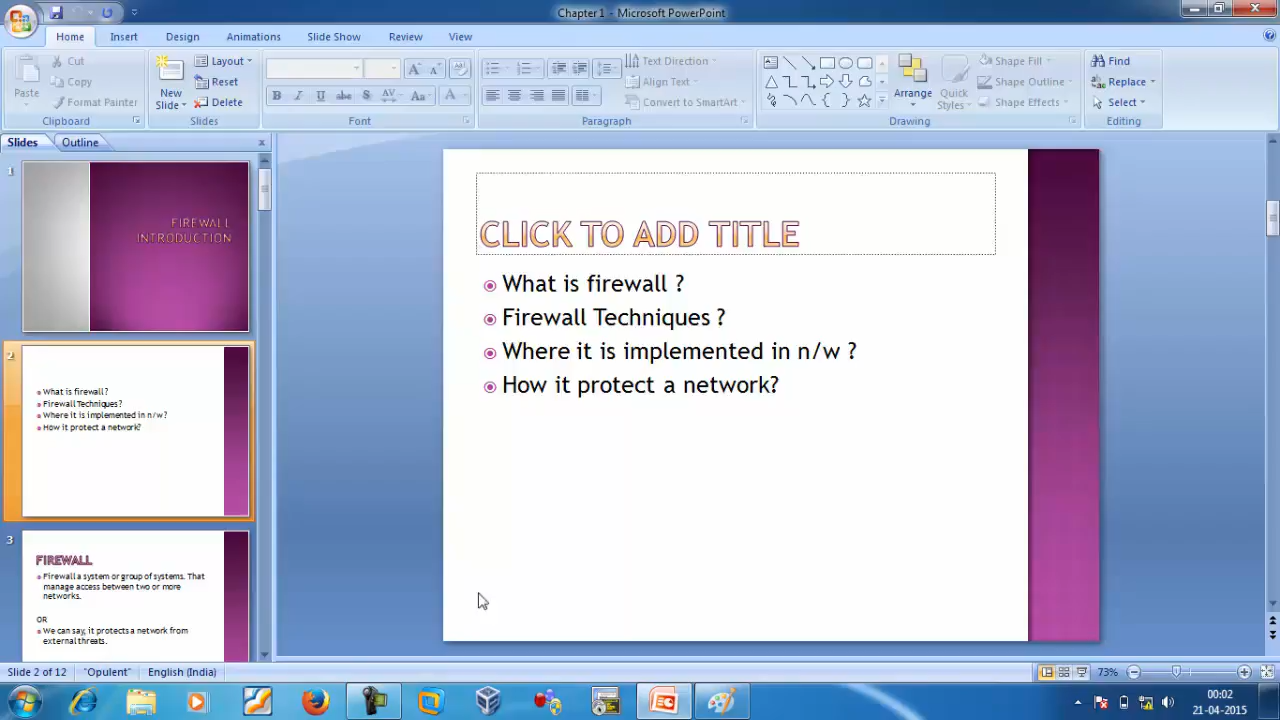 Chapter1 - Microsoft PowerPoint
Home Insert Design Animations Slide Show Review View
Paste
Cut
Copy
Format Painter
Clipboard
New
Slide
Layout
Reset
Delete
Slides
B I U abc S AV Aa A
Font
Text Direction
Align Text
Convert to SmartArt
Paragraph
Arrange
Quick
Styles
Shape Fill
Shape Outline
Shape Effects
Drawing
Find
Replace
Select
Editing
Slides Outline
1
FIREWALL
INTRODUCTION
2
What is firewall ?
Firewall Techniques ?
Where it is implemented in n/w ?
How it protect a network?
3
FIREWALL
Firewall a system or group of systems. That
manage access between two or more
networks.
OR
We can say, it protects a network from
external threats.
CLICK TO ADD TITLE
What is firewall ?
Firewall Techniques ?
Where it is implemented in n/w ?
How it protect a network?
Slide 2 of 12 "Opulent" English (India) 73%
00:02
21-04-2015